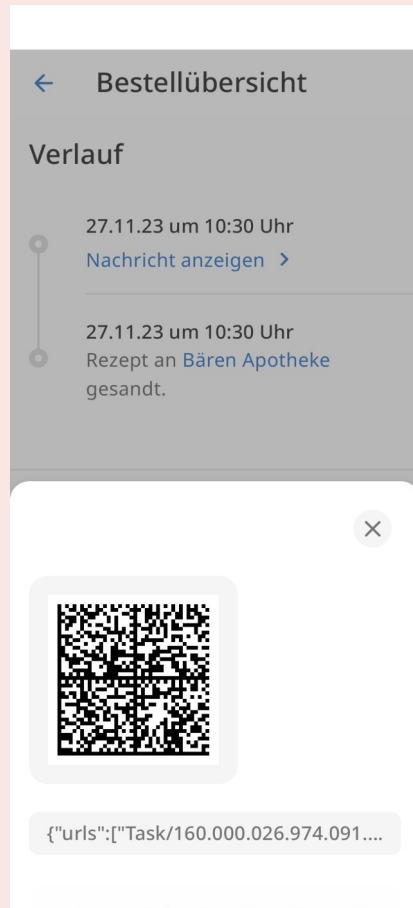 Bestellübersicht
Verlauf
27.11.23 um 10:30 Uhr
Nachricht anzeigen
27.11.23 um 10:30 Uhr
Rezept an Bären Apotheke
gesandt.
{"urls":["Task/160.000.026.974.091....